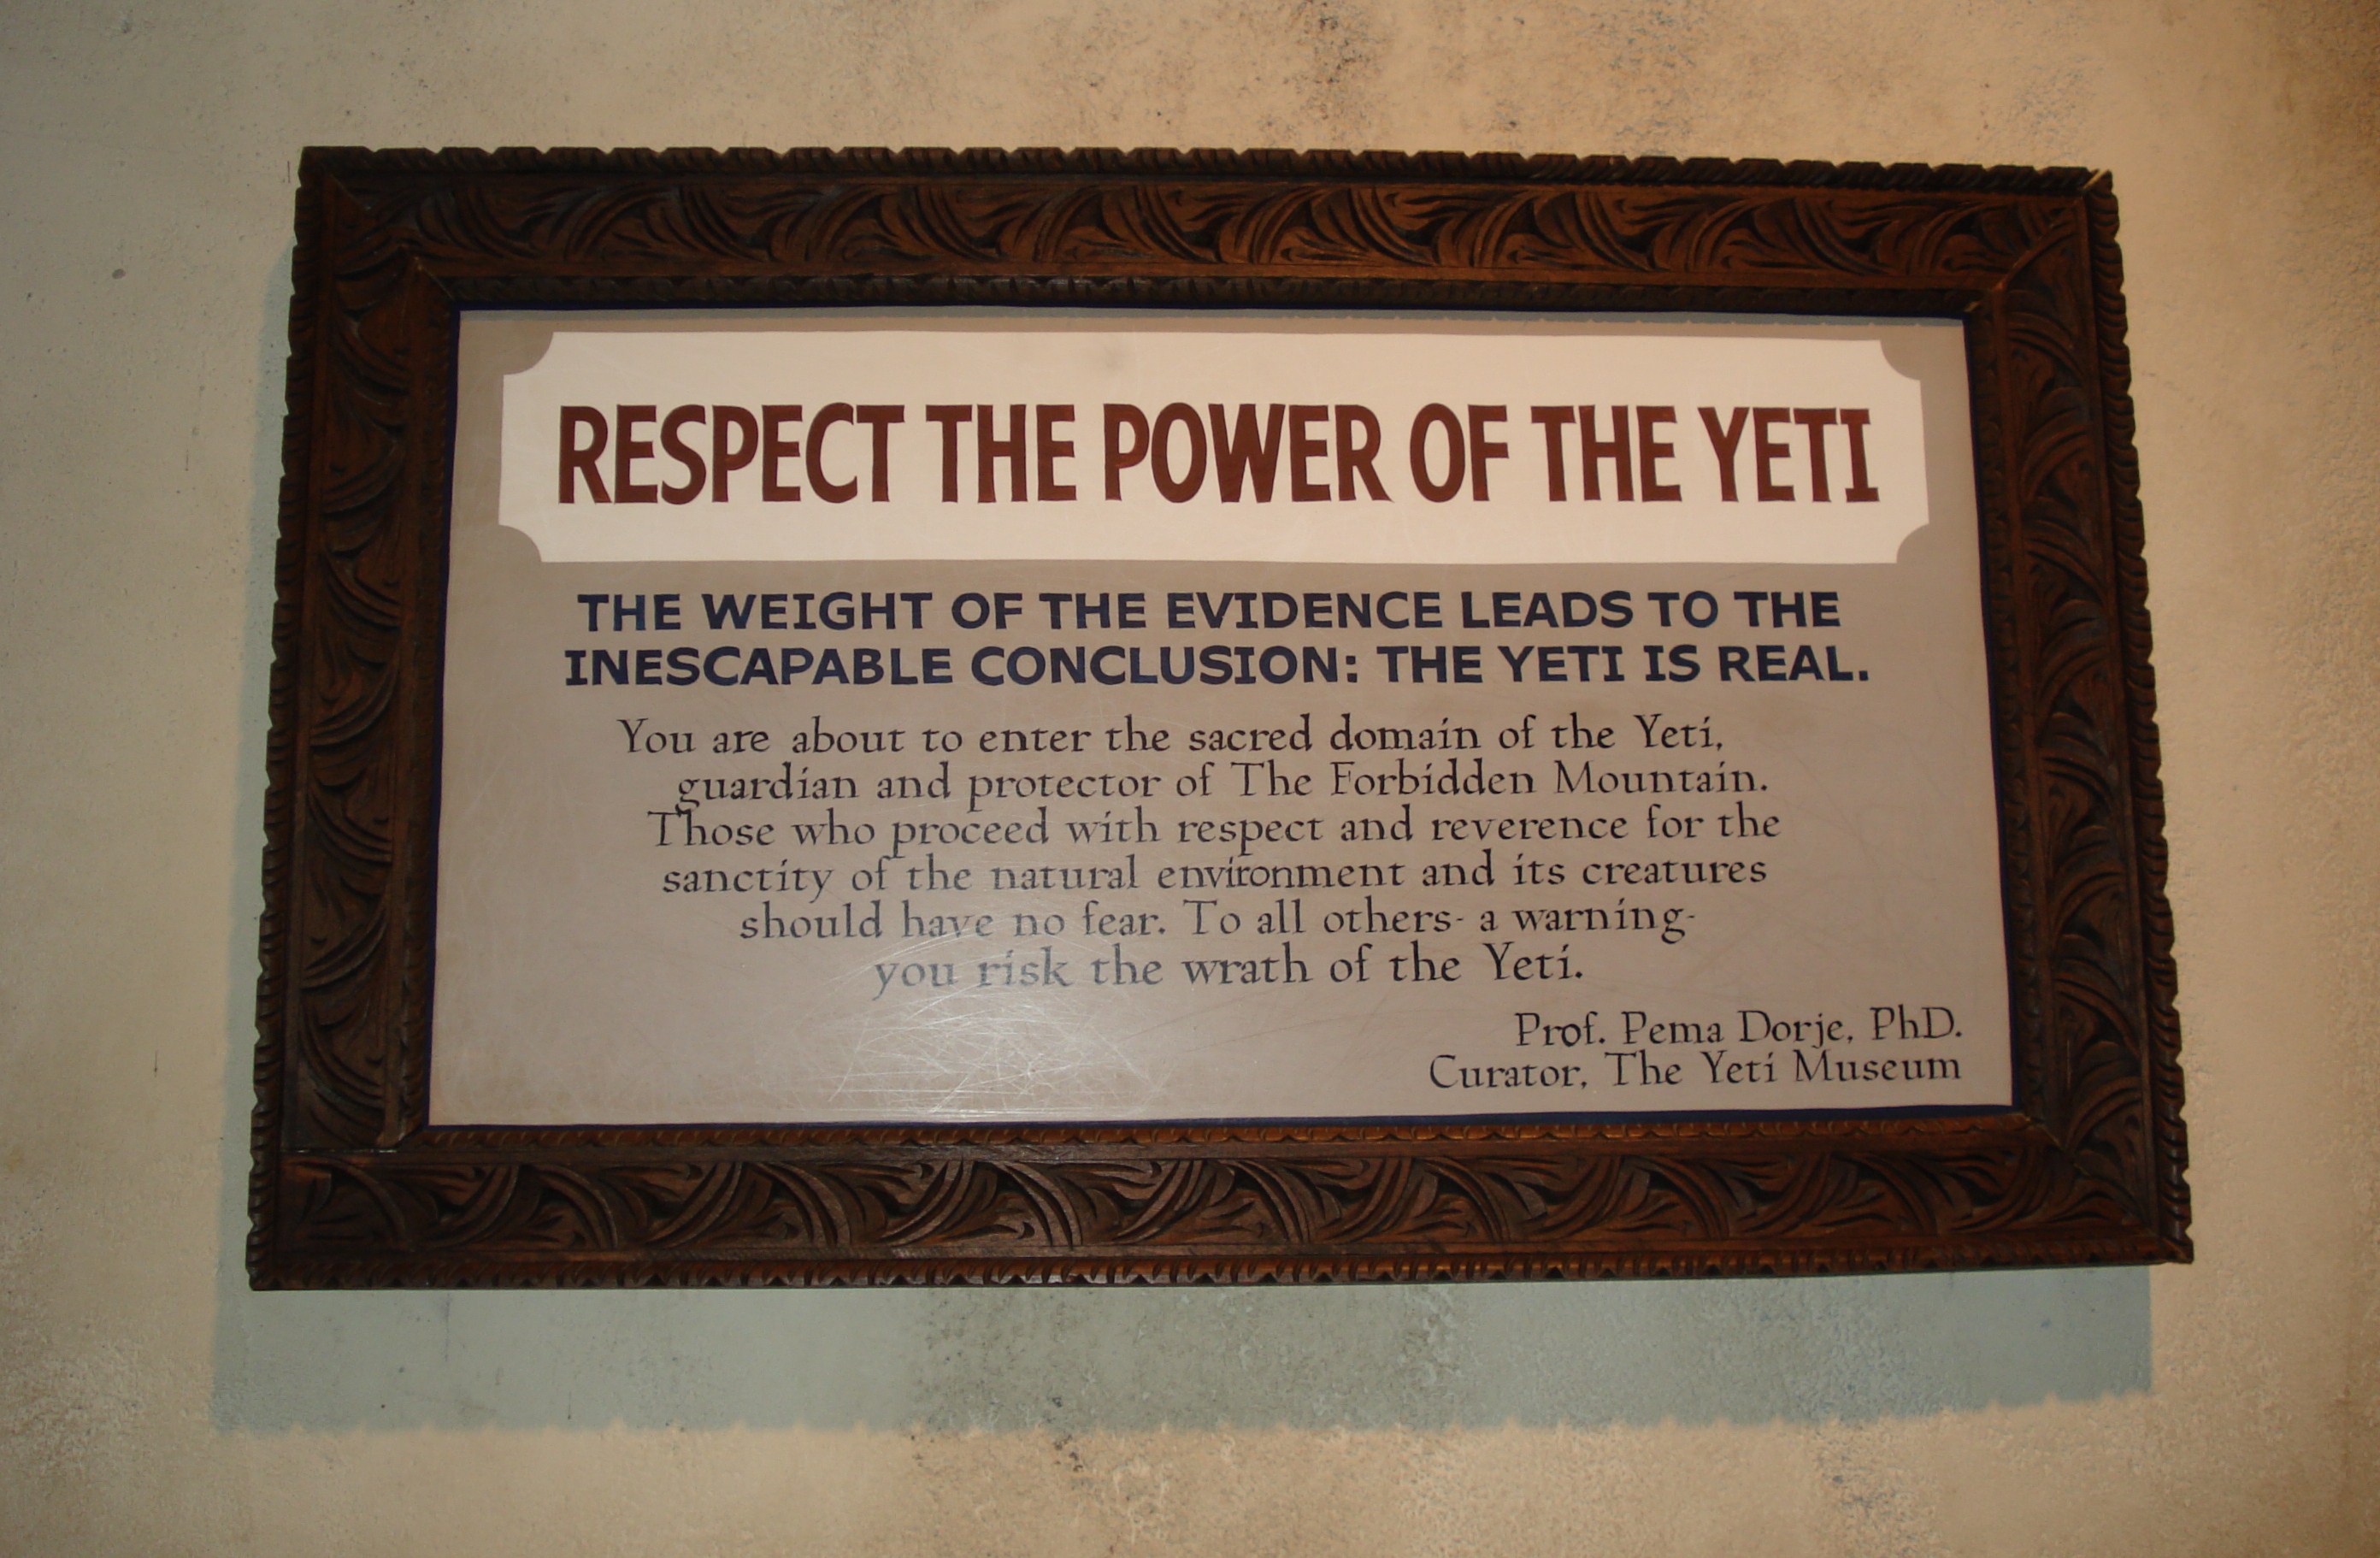 RESPECT THE POWER OF THE YETI
THE WEIGHT OF THE EVIDENCE LEADS TO THE
INESCAPABLE CONCLUSION: THE YETI IS REAL.
You are about to enter the sacred domain of the Yeti,
guardian and protector of The Forbidden Mountain.
Those who proceed with respect and reverence for the
sanctity of the natural environment and its creatures
should have no fear. To all others- a warning-
you risk the wrath of the Yeti.
Prof. Pema Dorje, PhD.
Curator, The Yeti Museum